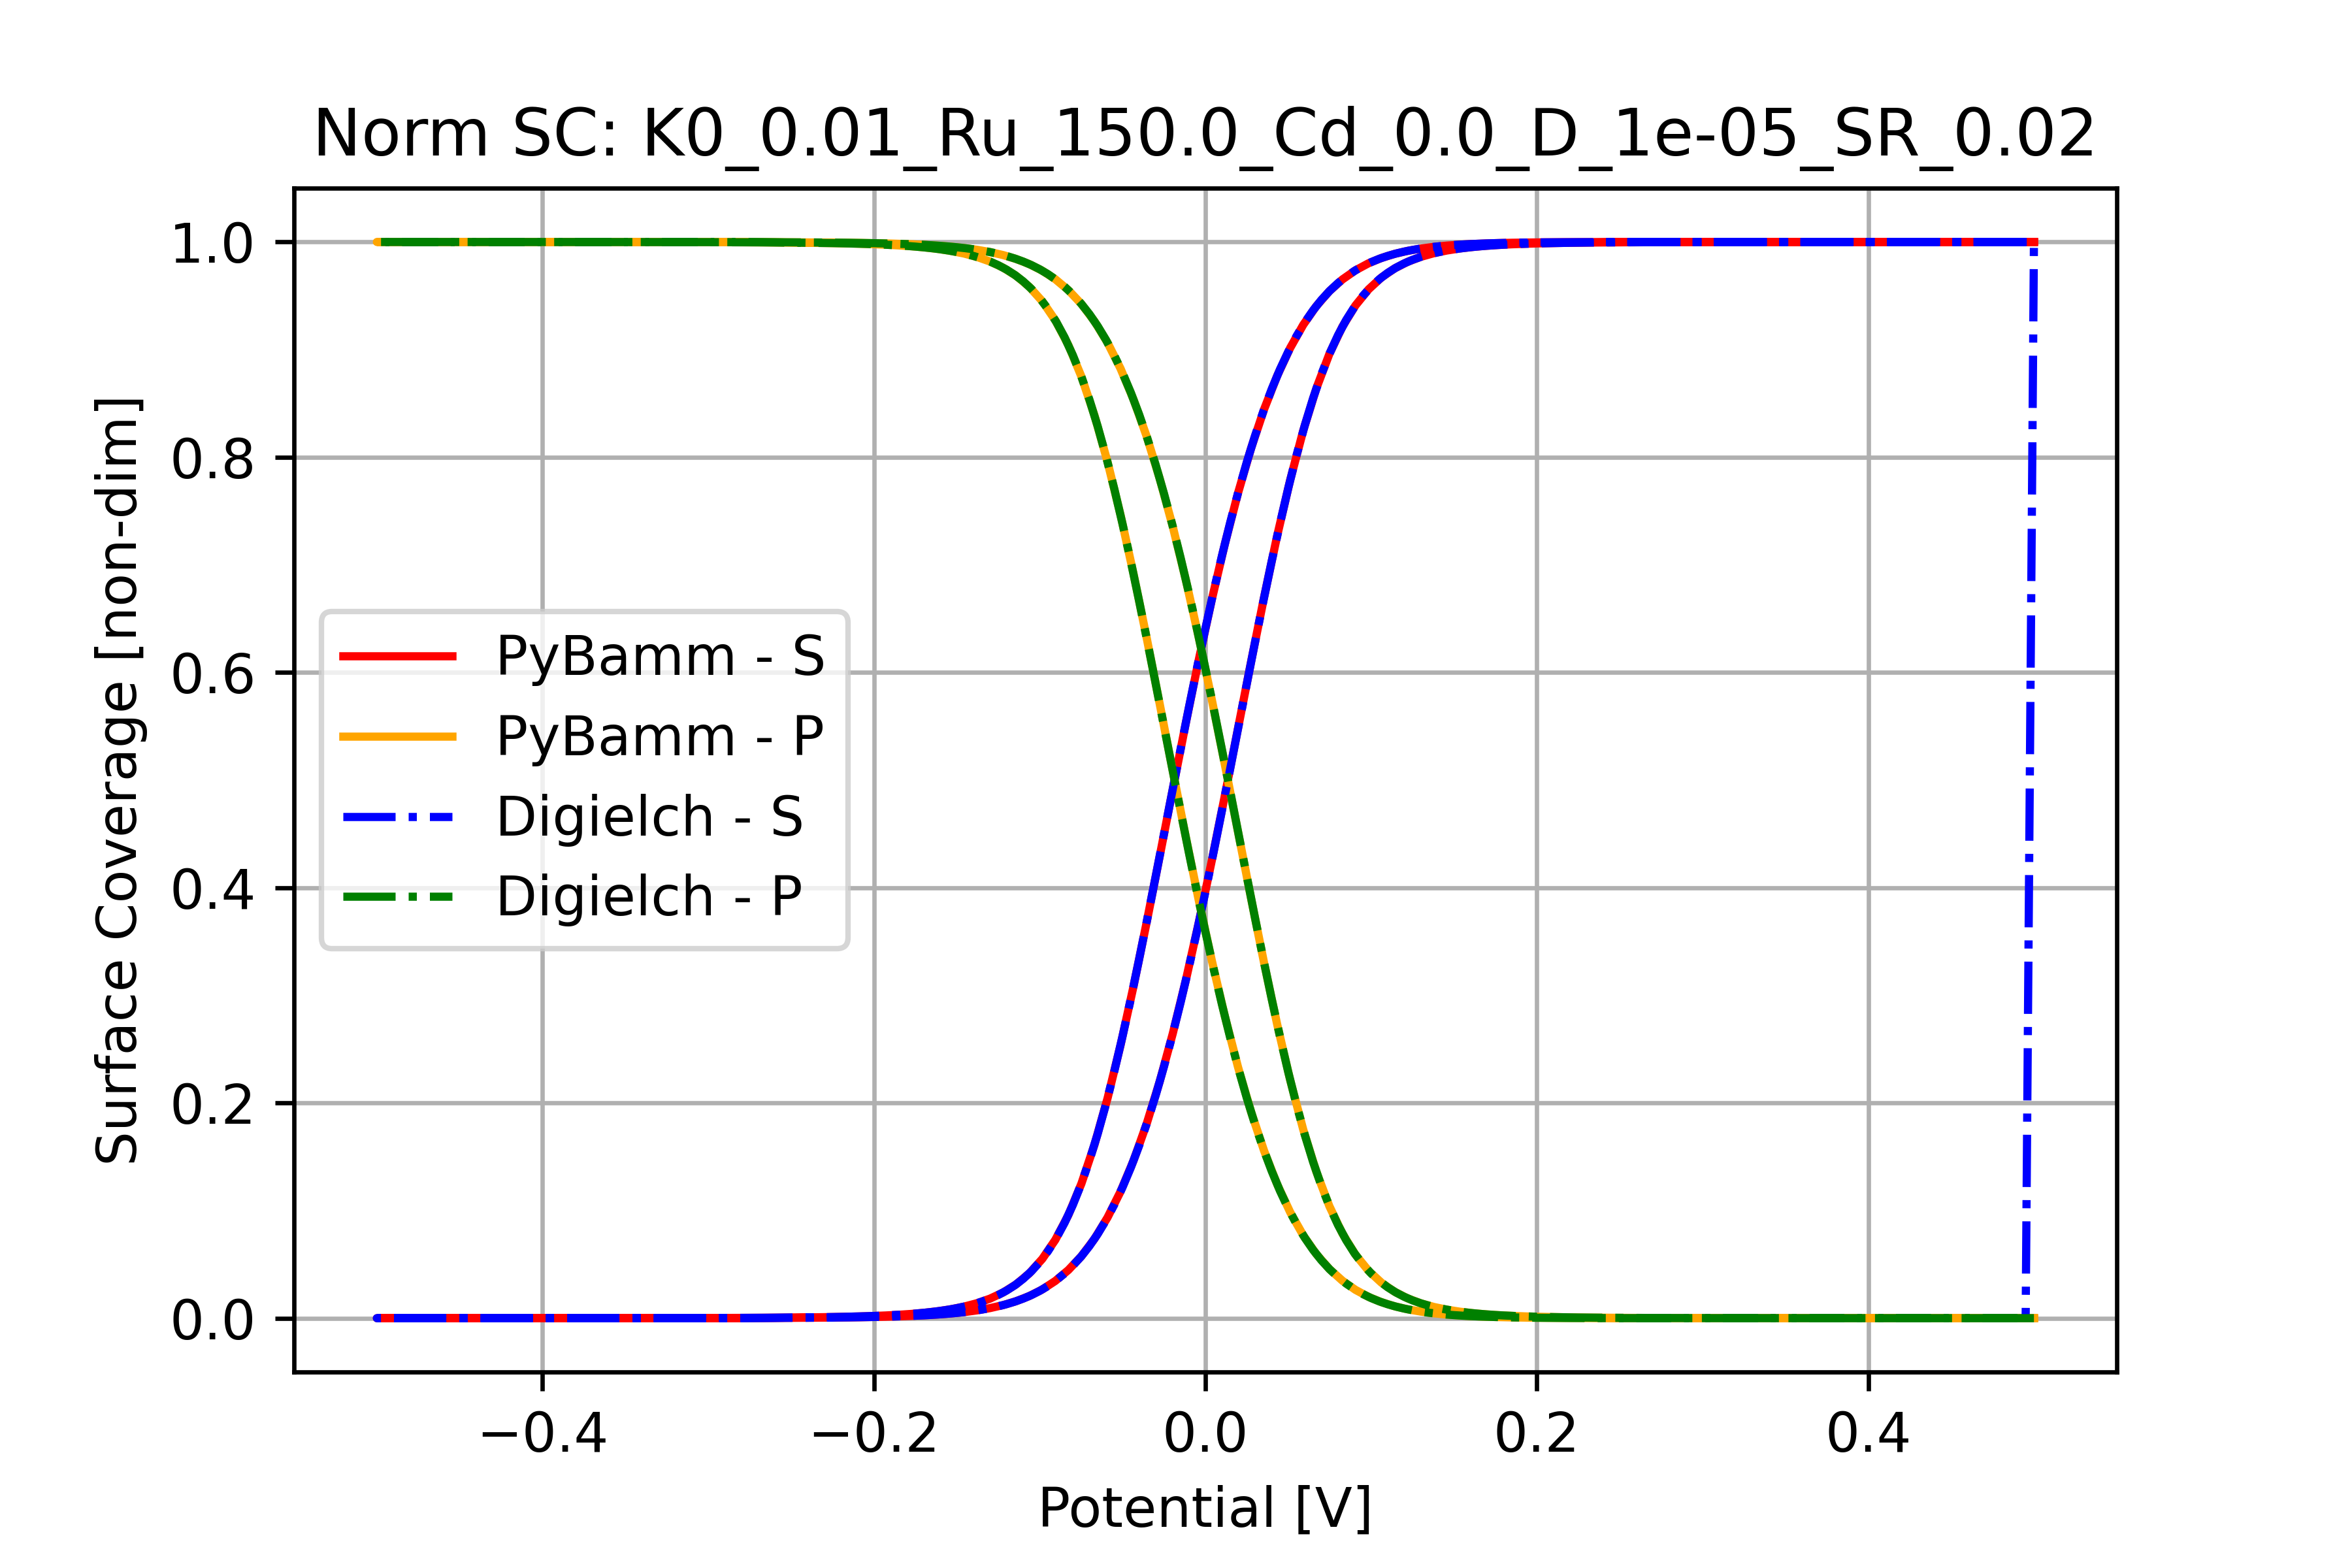 Norm SC: K0_0.01_Ru_150.0_Cd_0.0_D_1e-05_SR_0.02
Surface Coverage [non-dim]
1.0
0.8
0.6
0.4
0.2
0.0
PyBamm - S
PyBamm - P
Digielch - S
Digielch - P
−0.4 −0.2 0.0 0.2 0.4
Potential [V]